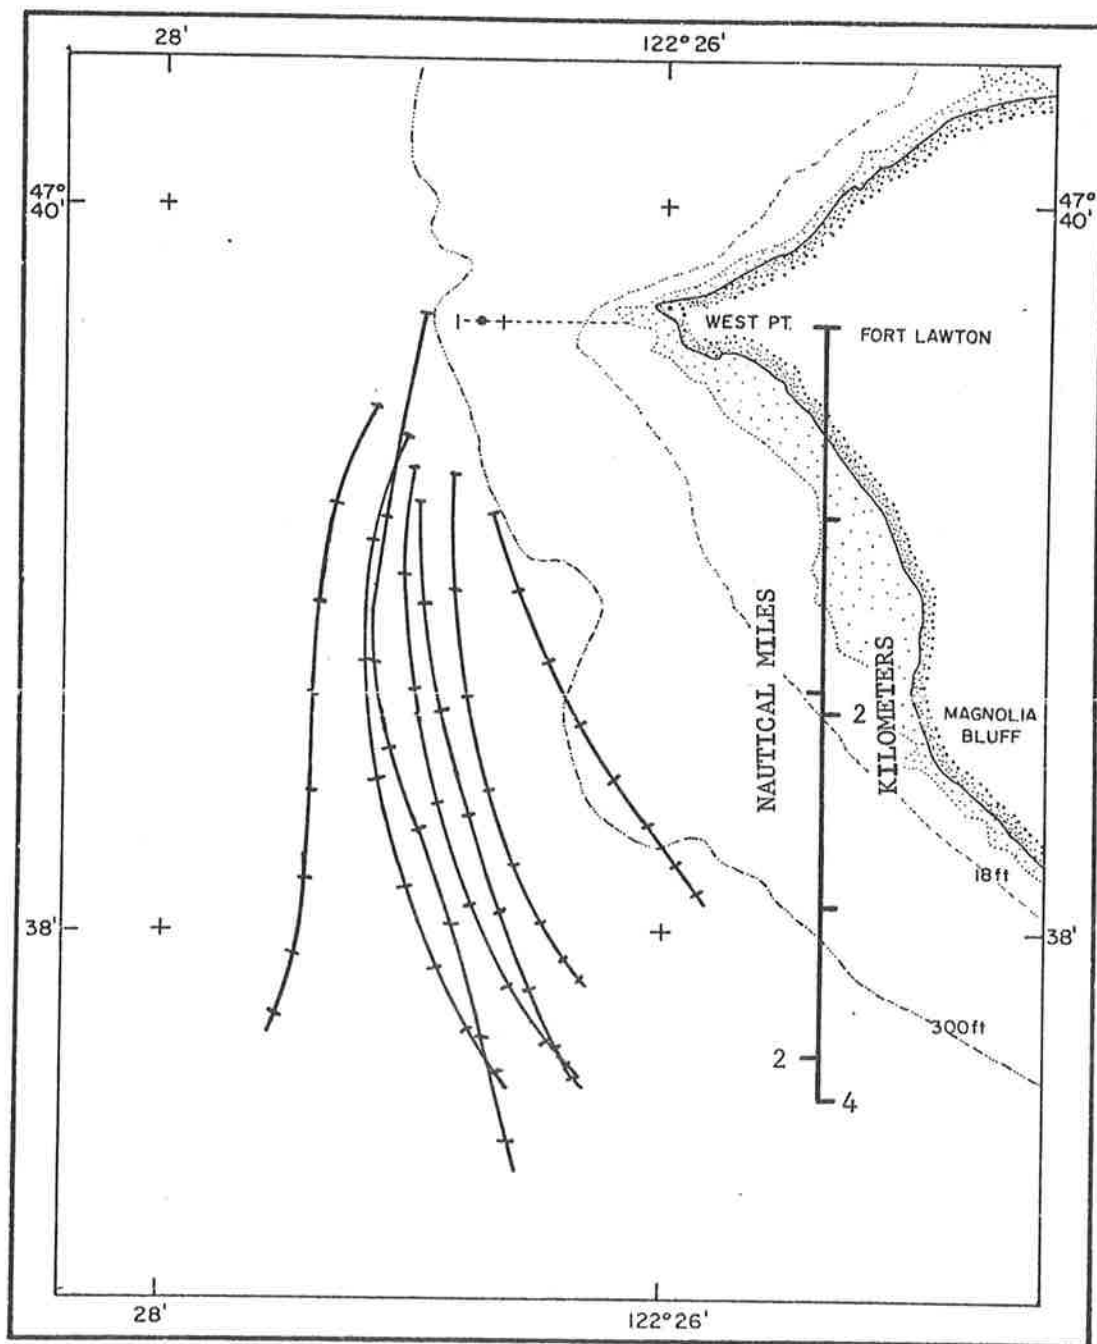 28'
122° 26'
47°
40'
47°
40'
WEST PT.
FORT LAWTON
NAUTICAL MILES
KILOMETERS
2
MAGNOLIA
BLUFF
18ft
38'
38'
300ft
2
4
28'
122° 26'